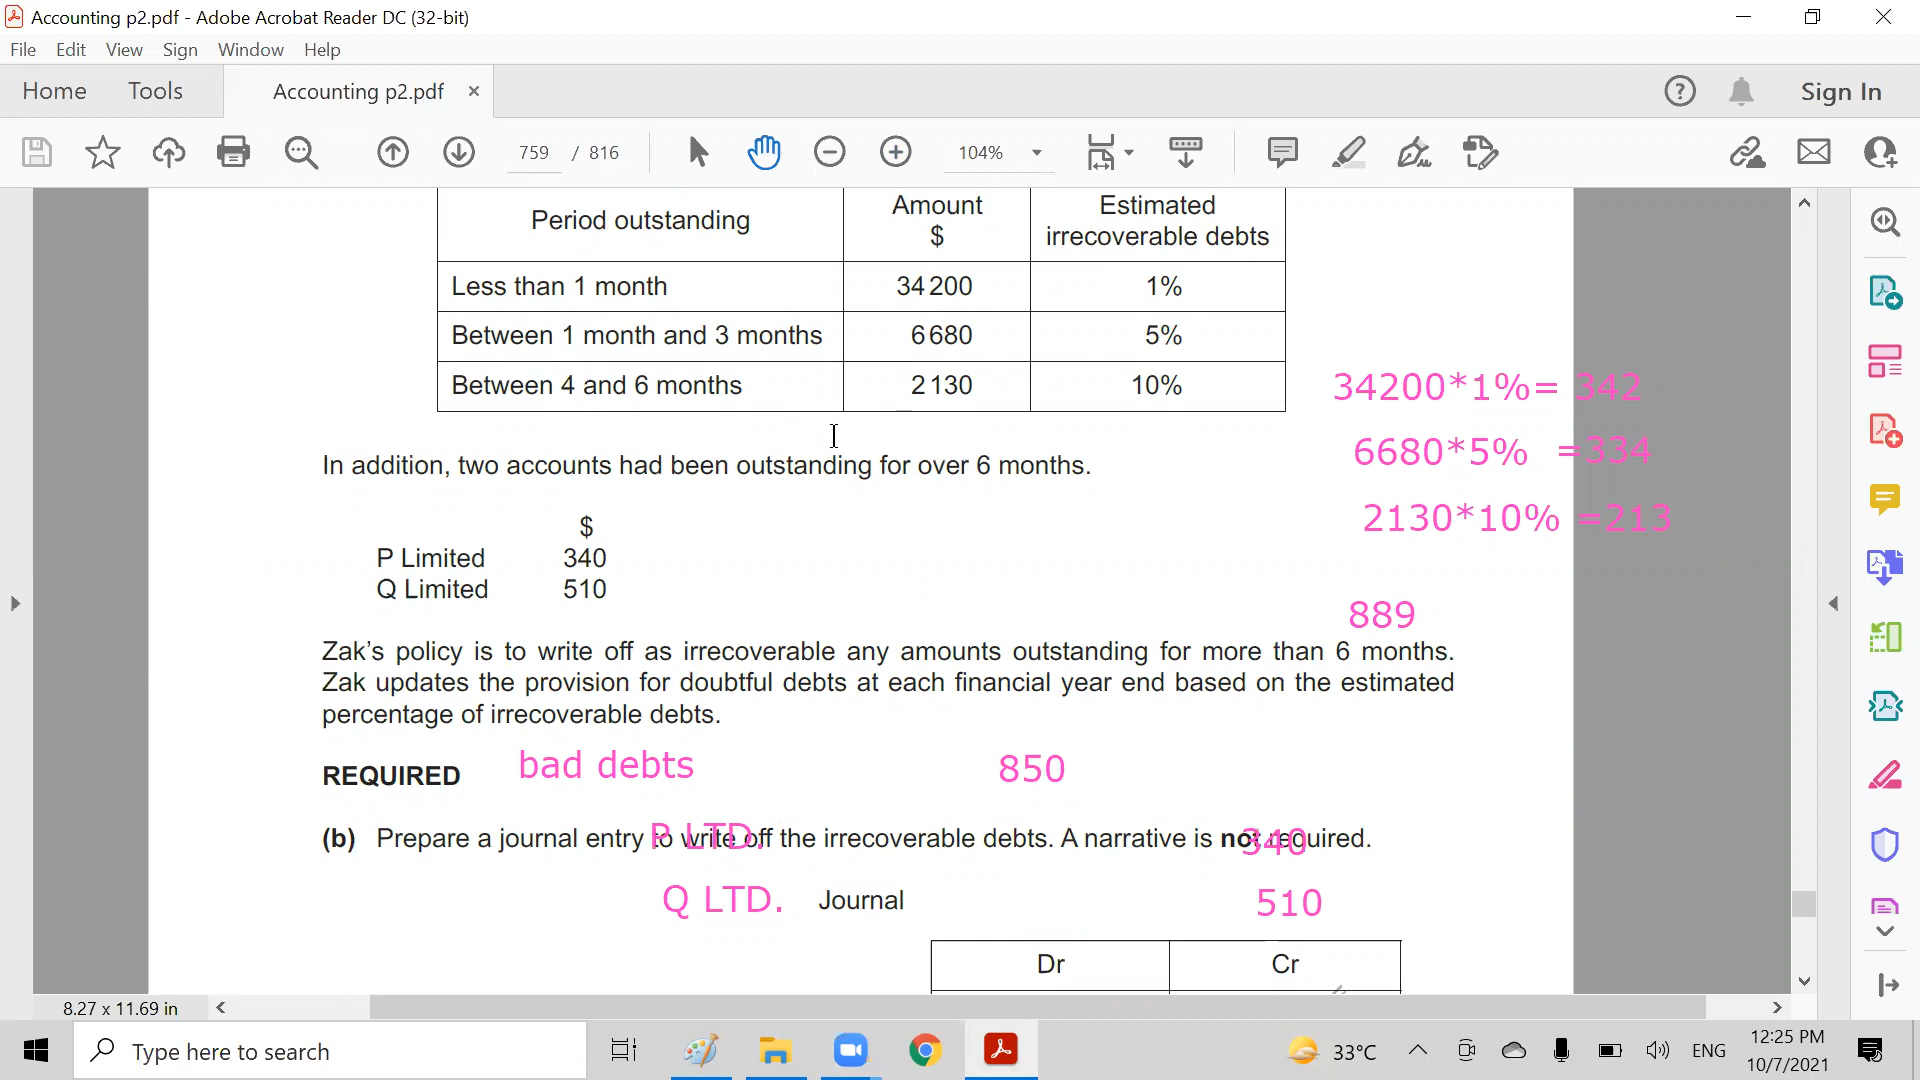 Accounting p2.pdf - Adobe Acrobat Reader DC (32-bit)
File Edit View Sign Window Help
Home Tools Accounting p2.pdf × Sign In
759 / 816 104%
Period outstanding Amount $ Estimated irrecoverable debts
Less than 1 month 34 200 1%
Between 1 month and 3 months 6 680 5%
Between 4 and 6 months 2 130 10%
34200*1%= 342
6680*5% =334
2130*10% =213
In addition, two accounts had been outstanding for over 6 months.
$
P Limited 340
Q Limited 510
889
Zak's policy is to write off as irrecoverable any amounts outstanding for more than 6 months.
Zak updates the provision for doubtful debts at each financial year end based on the estimated
percentage of irrecoverable debts.
bad debts 850
REQUIRED
(b) Prepare a journal entry to write off the irrecoverable debts. A narrative is not required.
P LTD. 340
Q LTD. 510
Journal
Dr Cr
8.27 x 11.69 in
Type here to search
33°C
ENG
12:25 PM
10/7/2021